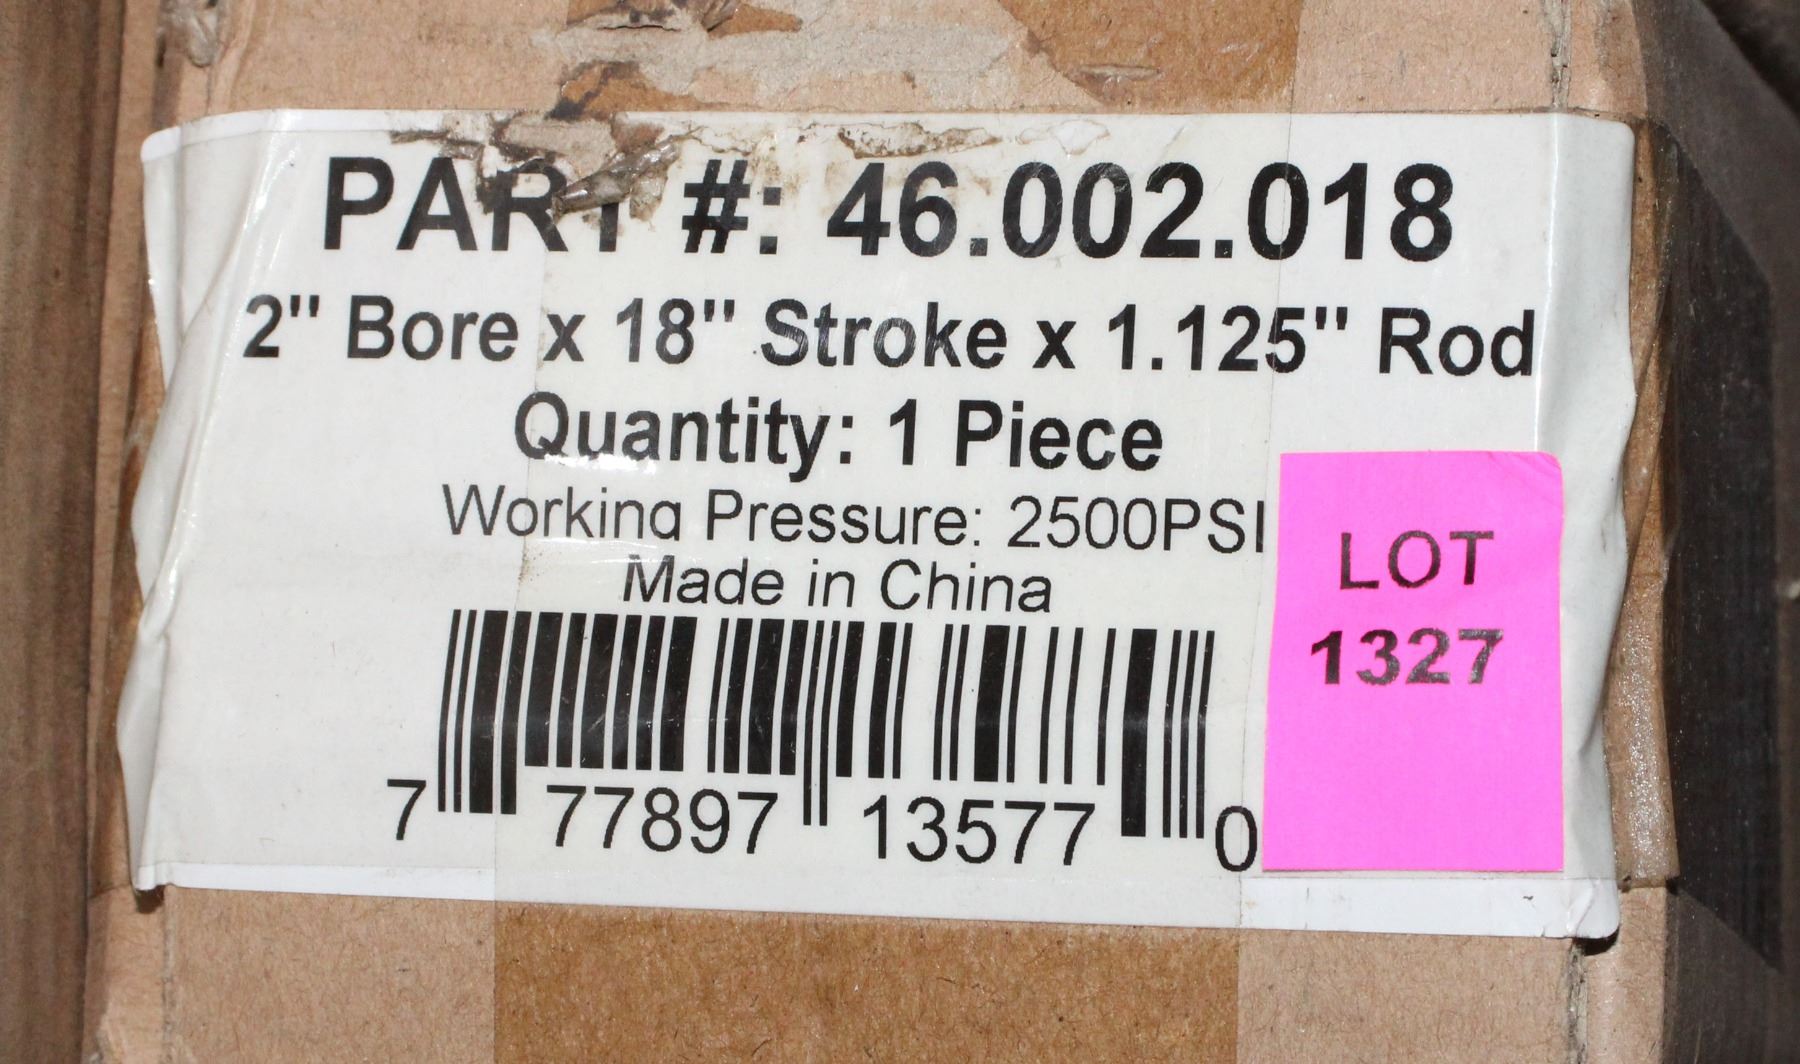 PART #: 46.002.018
2" Bore x 18" Stroke x 1.125" Rod
Quantity: 1 Piece
Working Pressure: 2500PSI
Made in China
7 77897 13577 0
LOT
1327